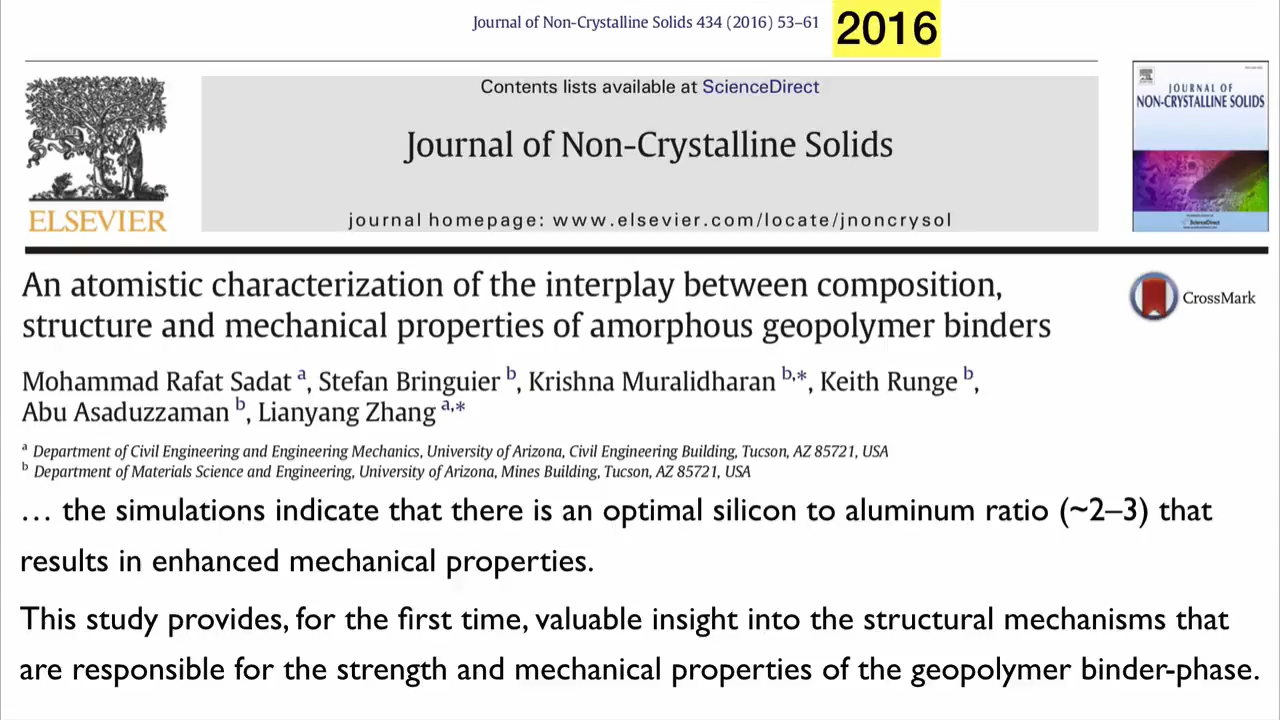 Journal of Non-Crystalline Solids 434 (2016) 53–61
2016
Contents lists available at ScienceDirect
Journal of Non-Crystalline Solids
journal homepage: www.elsevier.com/locate/jnoncrysol
ELSEVIER
JOURNAL OF
NON-CRYSTALLINE SOLIDS
ScienceDirect
An atomistic characterization of the interplay between composition,
structure and mechanical properties of amorphous geopolymer binders
CrossMark
Mohammad Rafat Sadat a, Stefan Bringuier b, Krishna Muralidharan b,*, Keith Runge b,
Abu Asaduzzaman b, Lianyang Zhang a,*
a Department of Civil Engineering and Engineering Mechanics, University of Arizona, Civil Engineering Building, Tucson, AZ 85721, USA
b Department of Materials Science and Engineering, University of Arizona, Mines Building, Tucson, AZ 85721, USA
… the simulations indicate that there is an optimal silicon to aluminum ratio (~2–3) that
results in enhanced mechanical properties.
This study provides, for the first time, valuable insight into the structural mechanisms that
are responsible for the strength and mechanical properties of the geopolymer binder-phase.